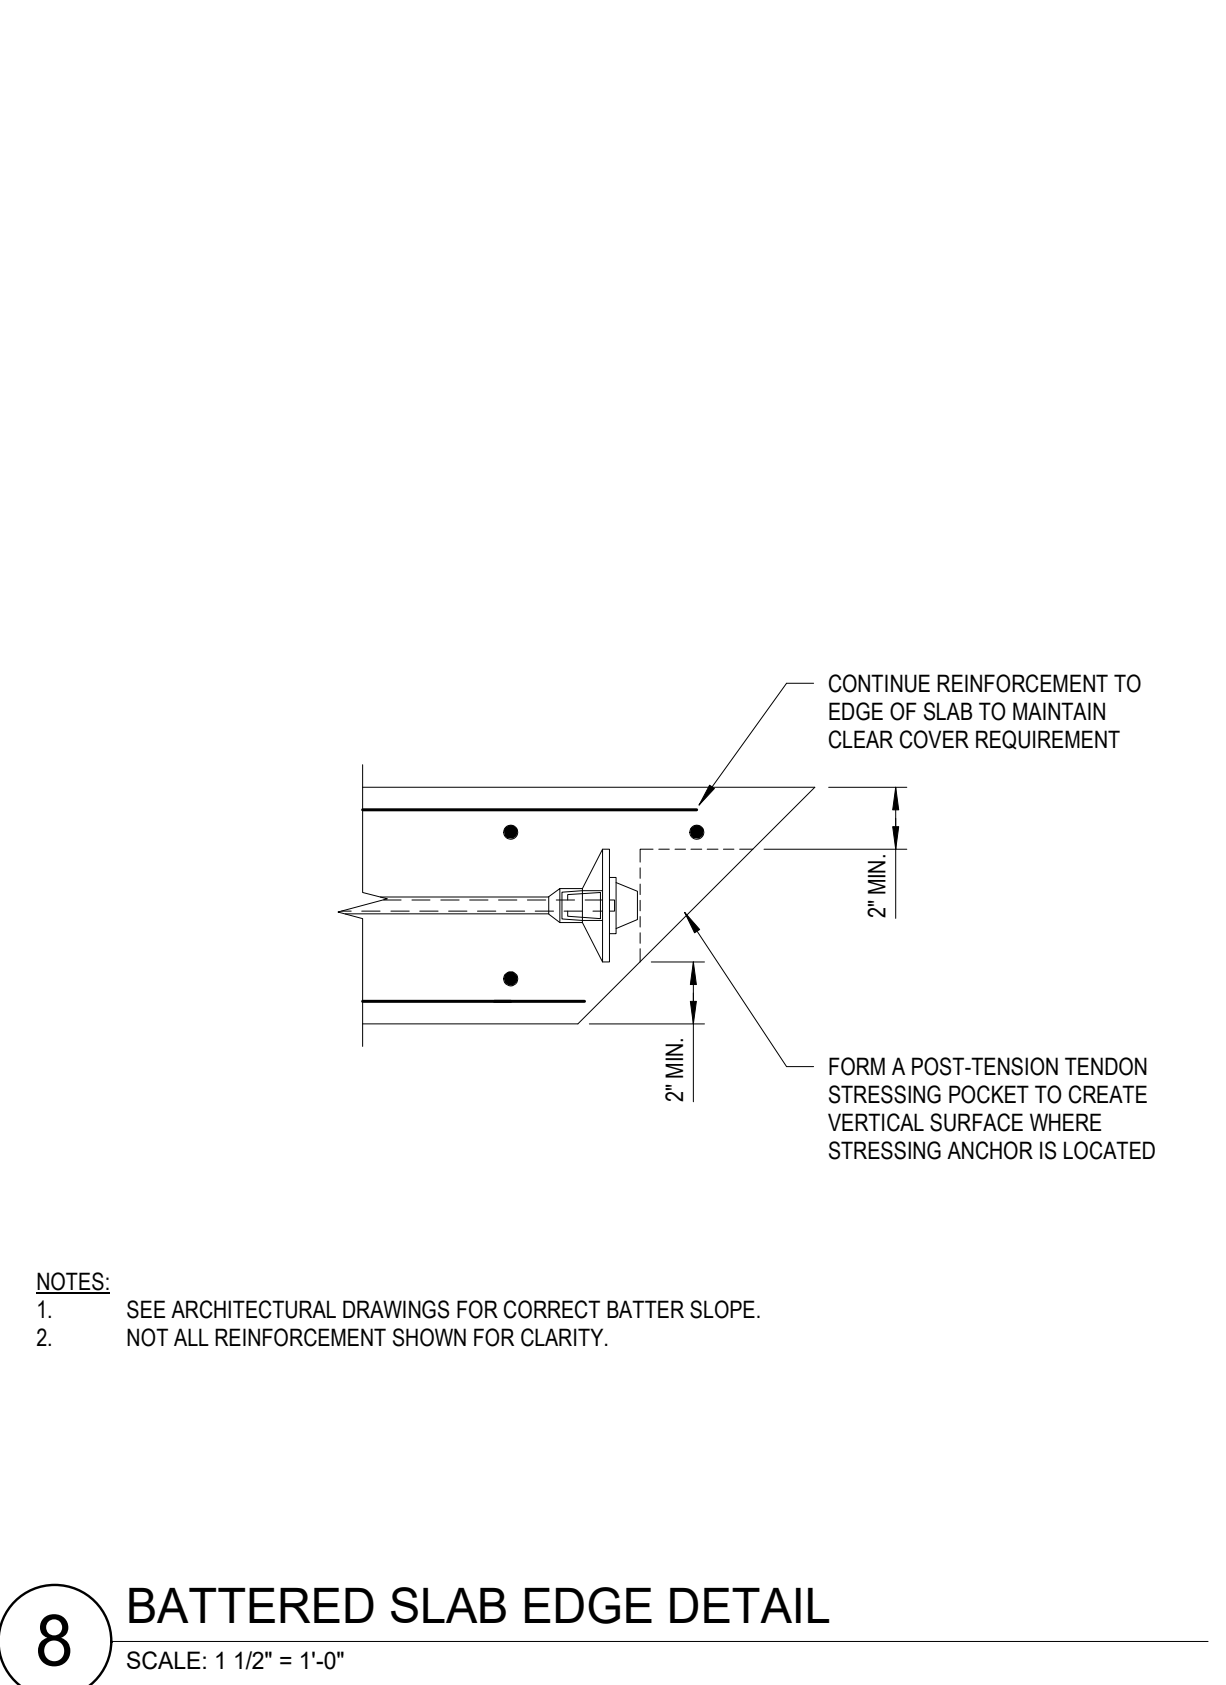 CONTINUE REINFORCEMENT TO
EDGE OF SLAB TO MAINTAIN
CLEAR COVER REQUIREMENT
2" MIN.
2" MIN.
FORM A POST-TENSION TENDON
STRESSING POCKET TO CREATE
VERTICAL SURFACE WHERE
STRESSING ANCHOR IS LOCATED
NOTES:
1. SEE ARCHITECTURAL DRAWINGS FOR CORRECT BATTER SLOPE.
2. NOT ALL REINFORCEMENT SHOWN FOR CLARITY.
8 BATTERED SLAB EDGE DETAIL
SCALE: 1 1/2" = 1'-0"